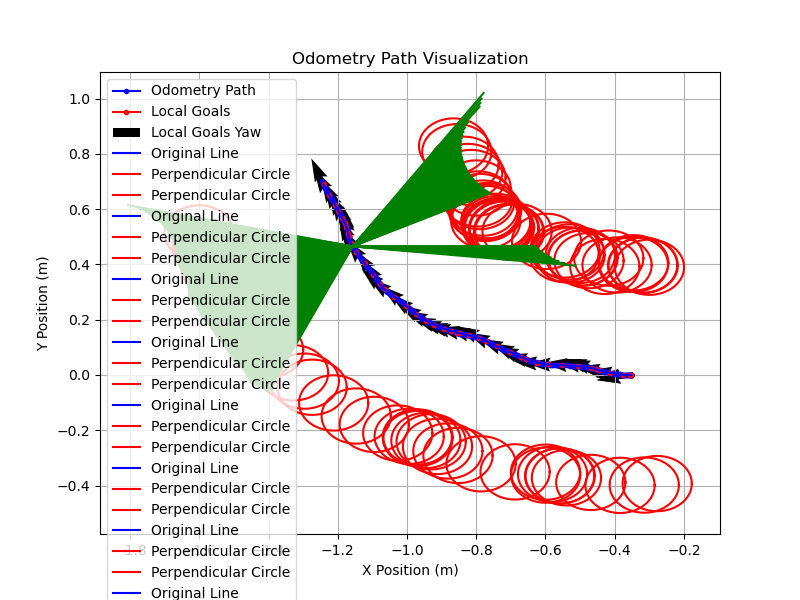 Odometry Path Visualization
Y Position (m)
1.0
0.8
0.6
0.4
0.2
0.0
−0.2
−0.4
Odometry Path
Local Goals
Local Goals Yaw
Original Line
Perpendicular Circle
Perpendicular Circle
Original Line
Perpendicular Circle
Perpendicular Circle
Original Line
Perpendicular Circle
Perpendicular Circle
Original Line
Perpendicular Circle
Perpendicular Circle
Original Line
Perpendicular Circle
Perpendicular Circle
Original Line
Perpendicular Circle
Perpendicular Circle
Original Line
Perpendicular Circle
Perpendicular Circle
Original Line
−1.8 −1.2 −1.0 −0.8 −0.6 −0.4 −0.2
X Position (m)